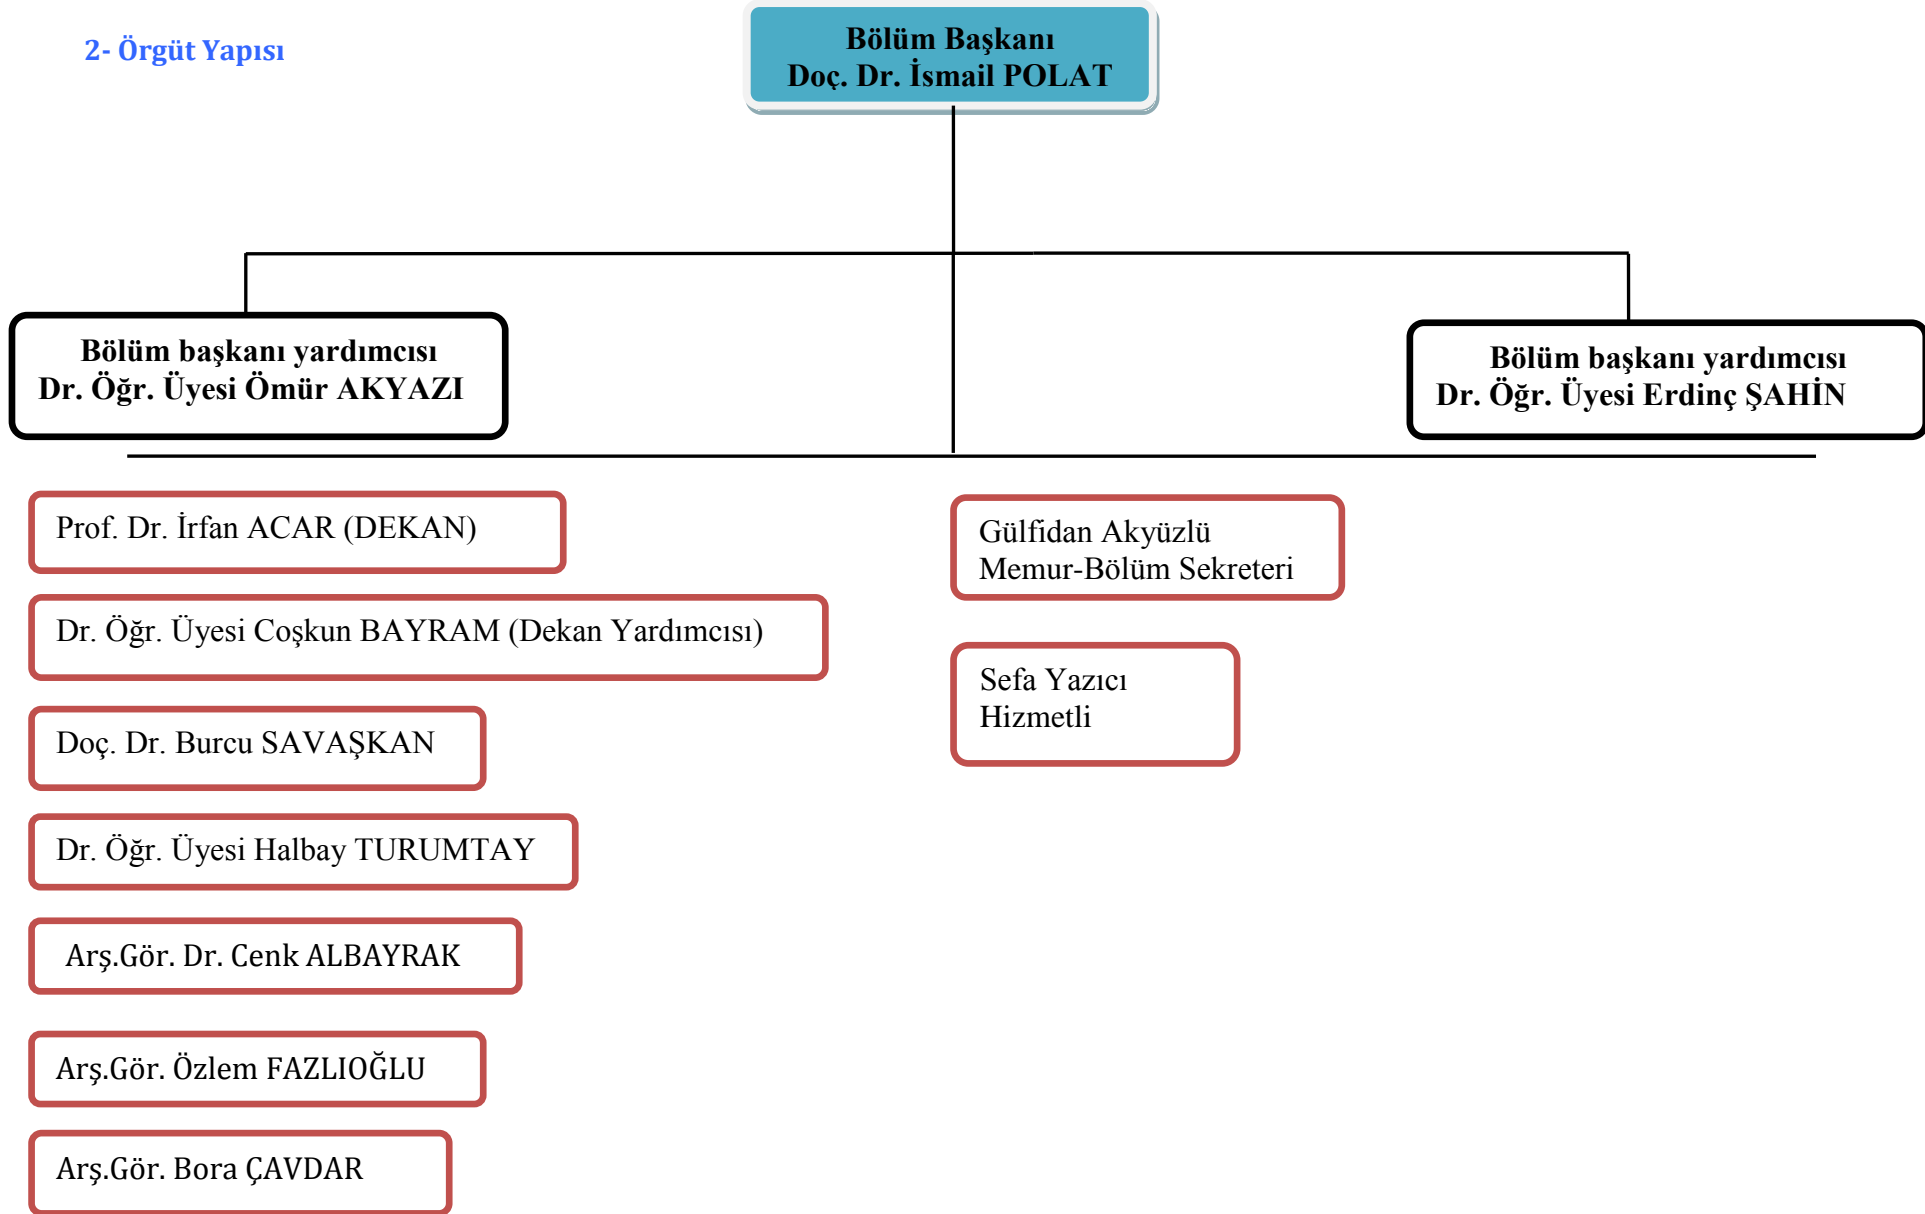 2- Örgüt Yapısı
Bölüm Başkanı
Doç. Dr. İsmail POLAT
Bölüm başkanı yardımcısı
Dr. Öğr. Üyesi Ömür AKYAZI
Bölüm başkanı yardımcısı
Dr. Öğr. Üyesi Erdinç ŞAHİN
Prof. Dr. İrfan ACAR (DEKAN)
Dr. Öğr. Üyesi Coşkun BAYRAM (Dekan Yardımcısı)
Doç. Dr. Burcu SAVAŞKAN
Dr. Öğr. Üyesi Halbay TURUMTAY
Arş.Gör. Dr. Cenk ALBAYRAK
Arş.Gör. Özlem FAZLIOĞLU
Arş.Gör. Bora ÇAVDAR
Gülfidan Akyüzlü
Memur-Bölüm Sekreteri
Sefa Yazıcı
Hizmetli